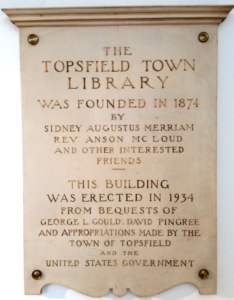 THE
TOPSFIELD TOWN
LIBRARY
WAS FOUNDED IN 1874
BY
SIDNEY AUGUSTUS MERRIAM
REV ANSON MCLOUD
AND OTHER INTERESTED
FRIENDS
THIS BUILDING
WAS ERECTED IN 1934
FROM BEQUESTS OF
GEORGE L. GOULD, DAVID PINGREE
AND APPROPRIATIONS MADE BY THE
TOWN OF TOPSFIELD
AND THE
UNITED STATES GOVERNMENT